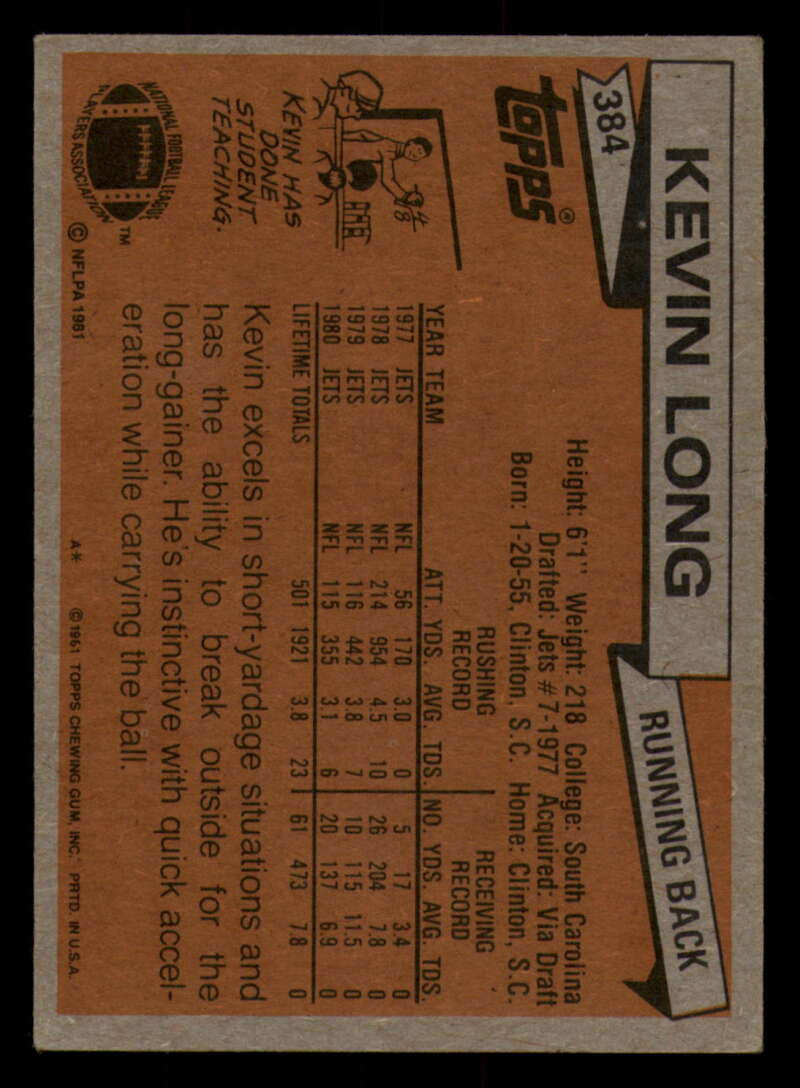 384
KEVIN LONG
RUNNING BACK
topps®
Height: 6'1" Weight: 218 College: South Carolina
Drafted: Jets #7-1977 Acquired: Via Draft
Born: 1-20-55, Clinton, S.C. Home: Clinton, S.C.
RUSHING RECORD RECEIVING RECORD
YEAR TEAM ATT. YDS. AVG. TDS. NO. YDS. AVG. TDS.
1977 JETS NFL 56 170 3.0 0 5 17 3.4 0
1978 JETS NFL 214 954 4.5 10 26 204 7.8 0
1979 JETS NFL 116 442 3.8 7 10 115 11.5 0
1980 JETS NFL 115 355 3.1 6 20 137 6.9 0
LIFETIME TOTALS 501 1921 3.8 23 61 473 7.8 0
4
8
KEVIN HAS
DONE
STUDENT
TEACHING.
Kevin excels in short-yardage situations and
has the ability to break outside for the
long-gainer. He's instinctive with quick accel-
eration while carrying the ball.
NATIONAL FOOTBALL LEAGUE
PLAYERS ASSOCIATION
TM
© NFLPA 1981
A* © 1981 TOPPS CHEWING GUM, INC. PRTD. IN U.S.A.